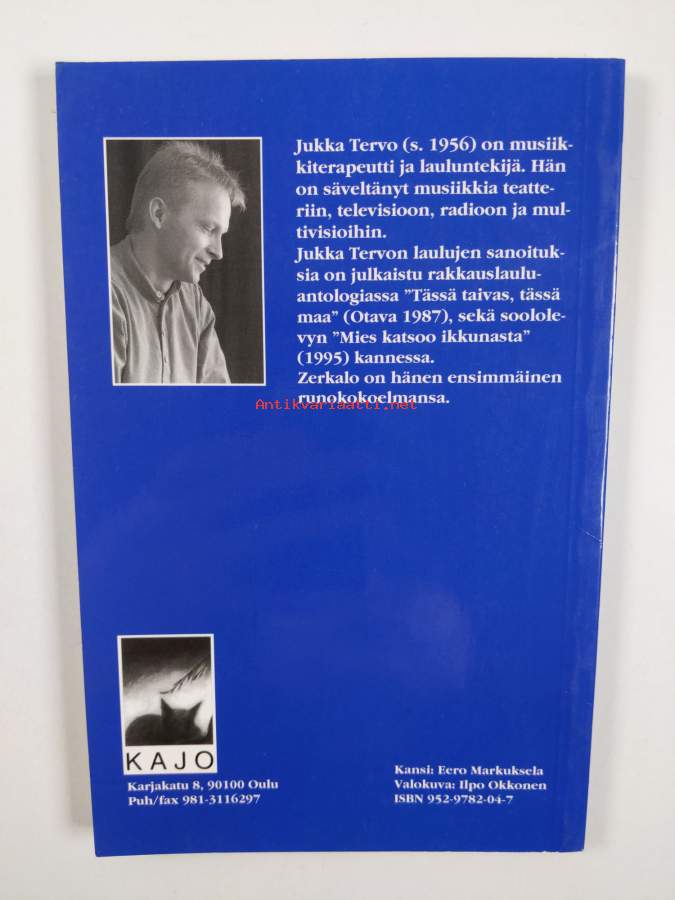 Jukka Tervo (s. 1956) on musiik-
kiterapeutti ja lauluntekijä. Hän
on säveltänyt musiikkia teatte-
riin, televisioon, radioon ja mul-
tivisioihin.
Jukka Tervon laulujen sanoituk-
sia on julkaistu rakkauslaulu-
antologiassa ”Tässä taivas, tässä
maa” (Otava 1987), sekä soolole-
vyn ”Mies katsoo ikkunasta”
(1995) kannessa.
Zerkalo on hänen ensimmäinen
runokokoelmansa.
Antikvariaatti.net
KAJO
Karjakatu 8, 90100 Oulu
Puh/fax 981-3116297
Kansi: Eero Markuksela
Valokuva: Ilpo Okkonen
ISBN 952-9782-04-7